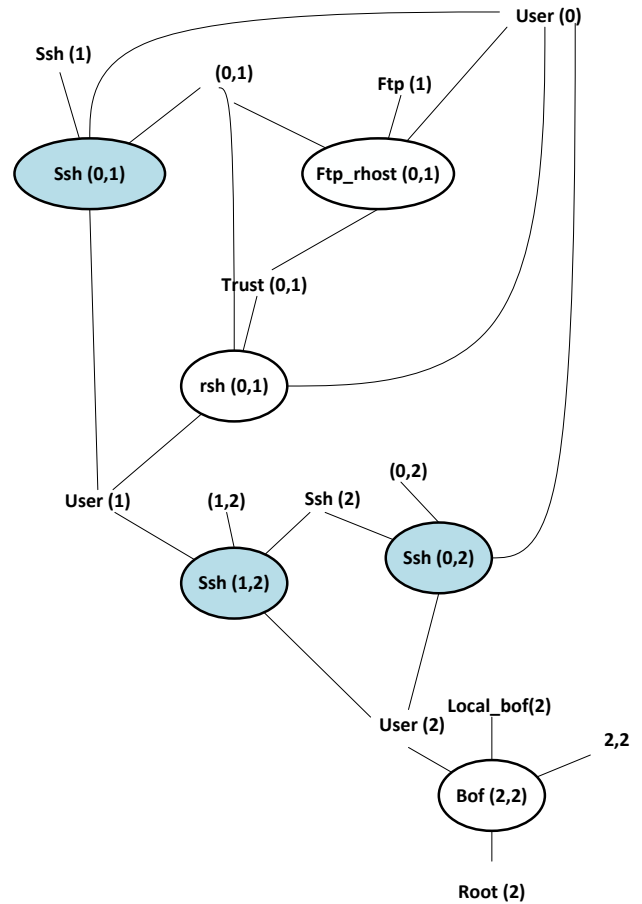 User (0)
Ssh (1)
(0,1)
Ftp (1)
Ssh (0,1)
Ftp_rhost (0,1)
Trust (0,1)
rsh (0,1)
User (1)
(1,2)
Ssh (2)
(0,2)
Ssh (1,2)
Ssh (0,2)
User (2)
Local_bof(2)
2,2
Bof (2,2)
Root (2)